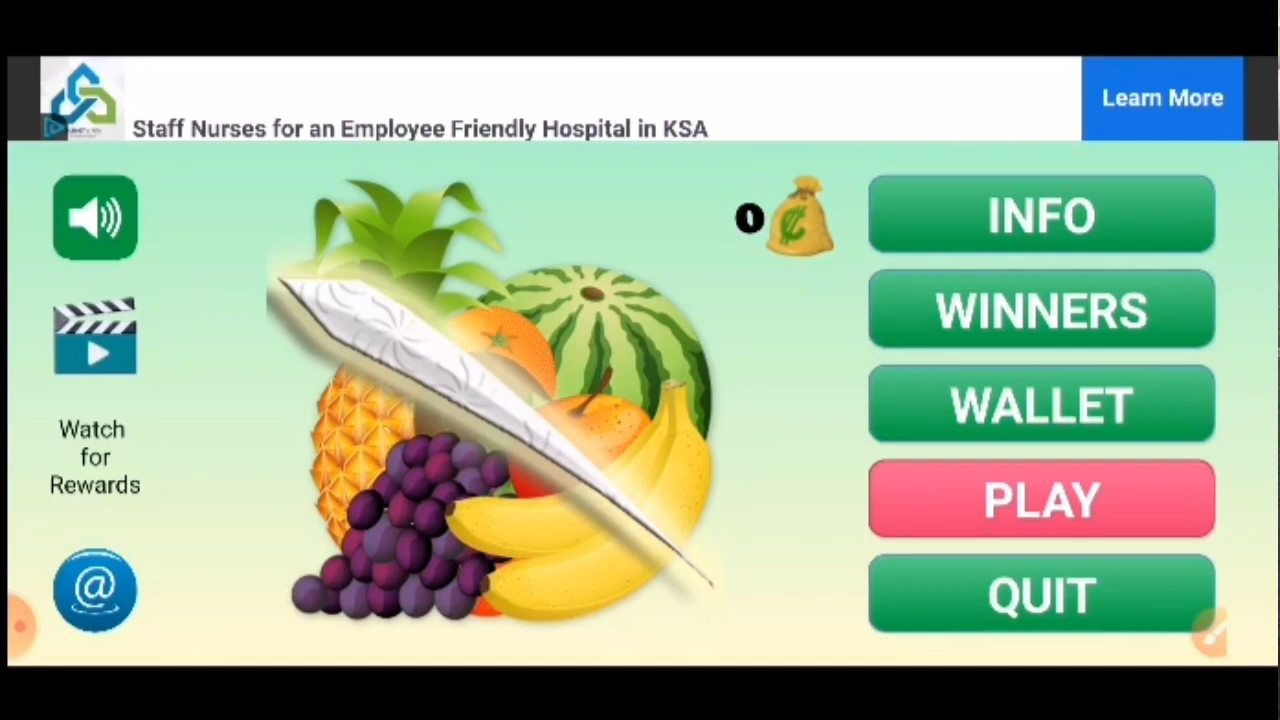 Staff Nurses for an Employee Friendly Hospital in KSA
Learn More
0
INFO
WINNERS
WALLET
PLAY
QUIT
Watch
for
Rewards
@